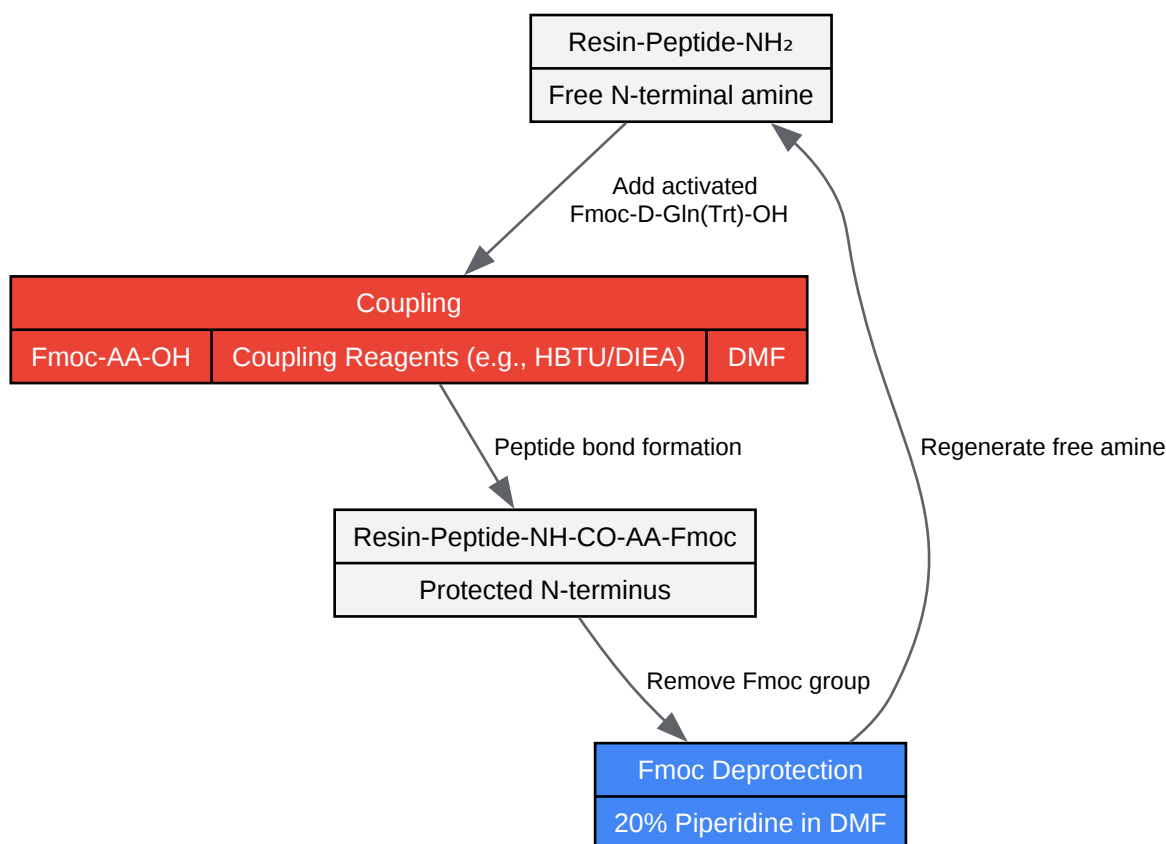 Resin-Peptide-NH₂
Free N-terminal amine
Add activated
Fmoc-D-Gln(Trt)-OH
Coupling
Fmoc-AA-OH
Coupling Reagents (e.g., HBTU/DIEA)
DMF
Peptide bond formation
Regenerate free amine
Resin-Peptide-NH-CO-AA-Fmoc
Protected N-terminus
Remove Fmoc group
Fmoc Deprotection
20% Piperidine in DMF